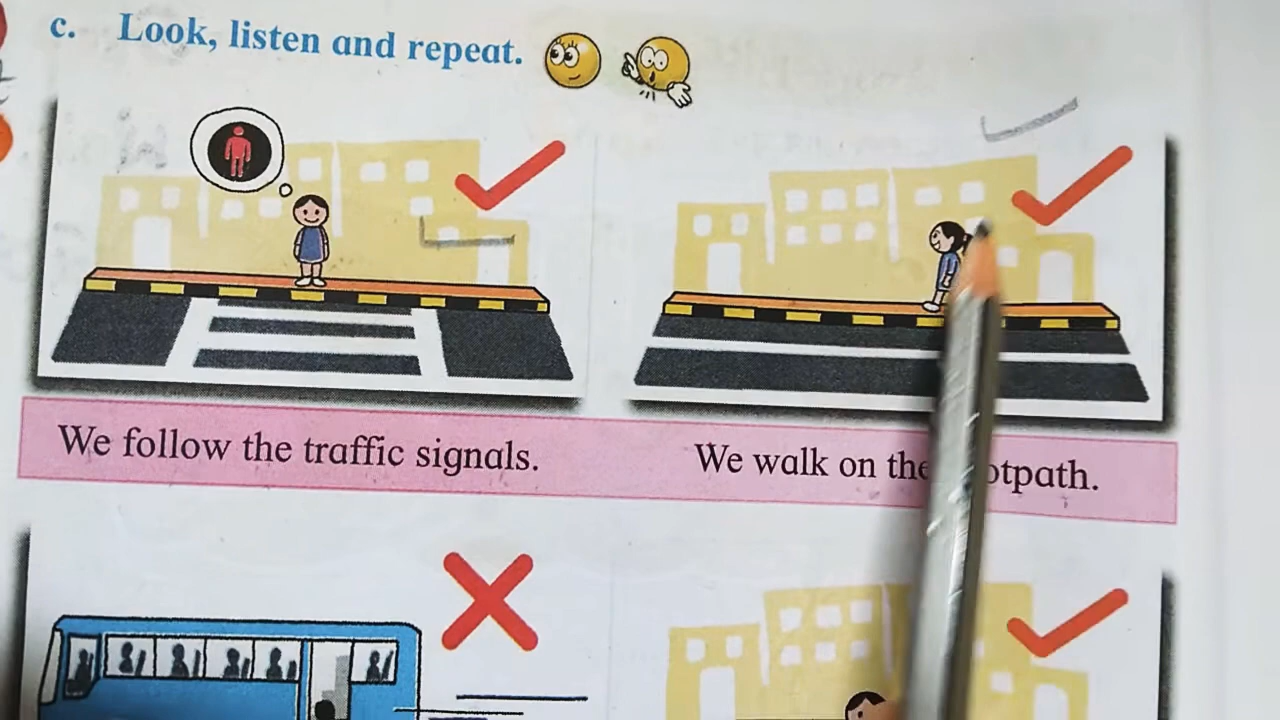 c. Look, listen and repeat.
We follow the traffic signals.
We walk on the